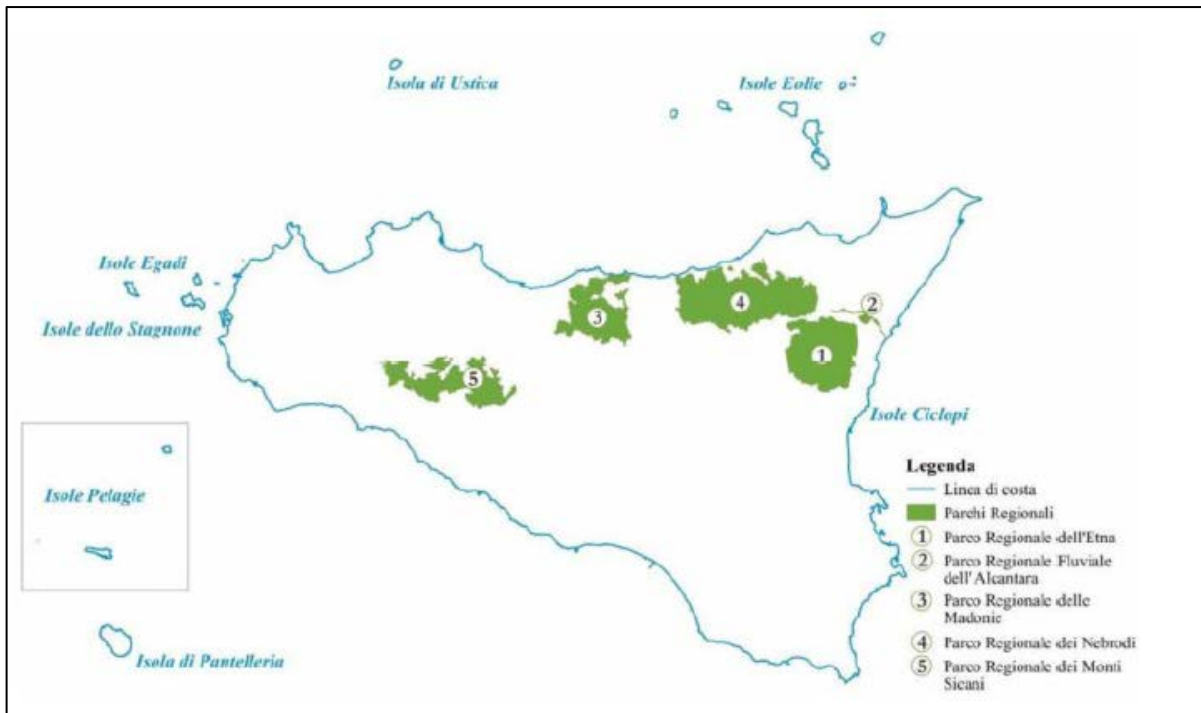 Isola di Ustica
Isole Eolie
Isole Egadi
Isole dello Stagnone
3
4
2
1
5
Isole Ciclopi
Isole Pelagie
Isola di Pantelleria
Legenda
Linea di costa
Parchi Regionali
1 Parco Regionale dell'Etna
2 Parco Regionale Fluviale
dell'Alcantara
3 Parco Regionale delle
Madonie
4 Parco Regionale dei Nebrodi
5 Parco Regionale dei Monti
Sicani